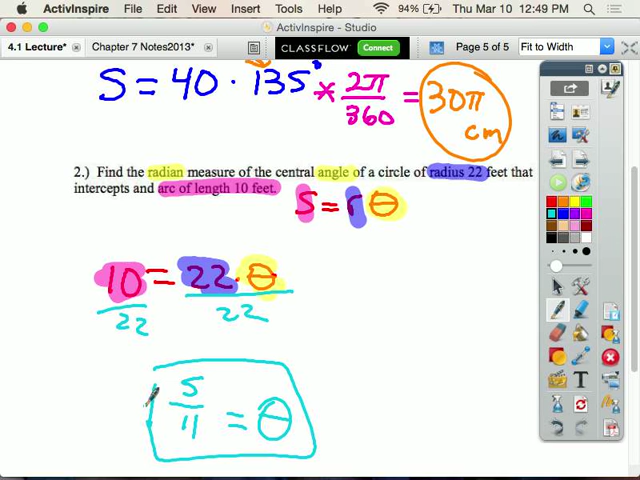 ActivInspire File Edit View Insert Tools Help 94% Thu Mar 10 12:49 PM
ActivInspire - Studio
4.1 Lecture* Chapter 7 Notes2013* CLASSFLOW Connect Page 5 of 5 Fit to Width
S = 40 · 135° * 2π/360 = 30π cm
2.) Find the radian measure of the central angle of a circle of radius 22 feet that
intercepts and arc of length 10 feet.
S = r θ
10 = 22 · θ
22 22
5/11 = θ